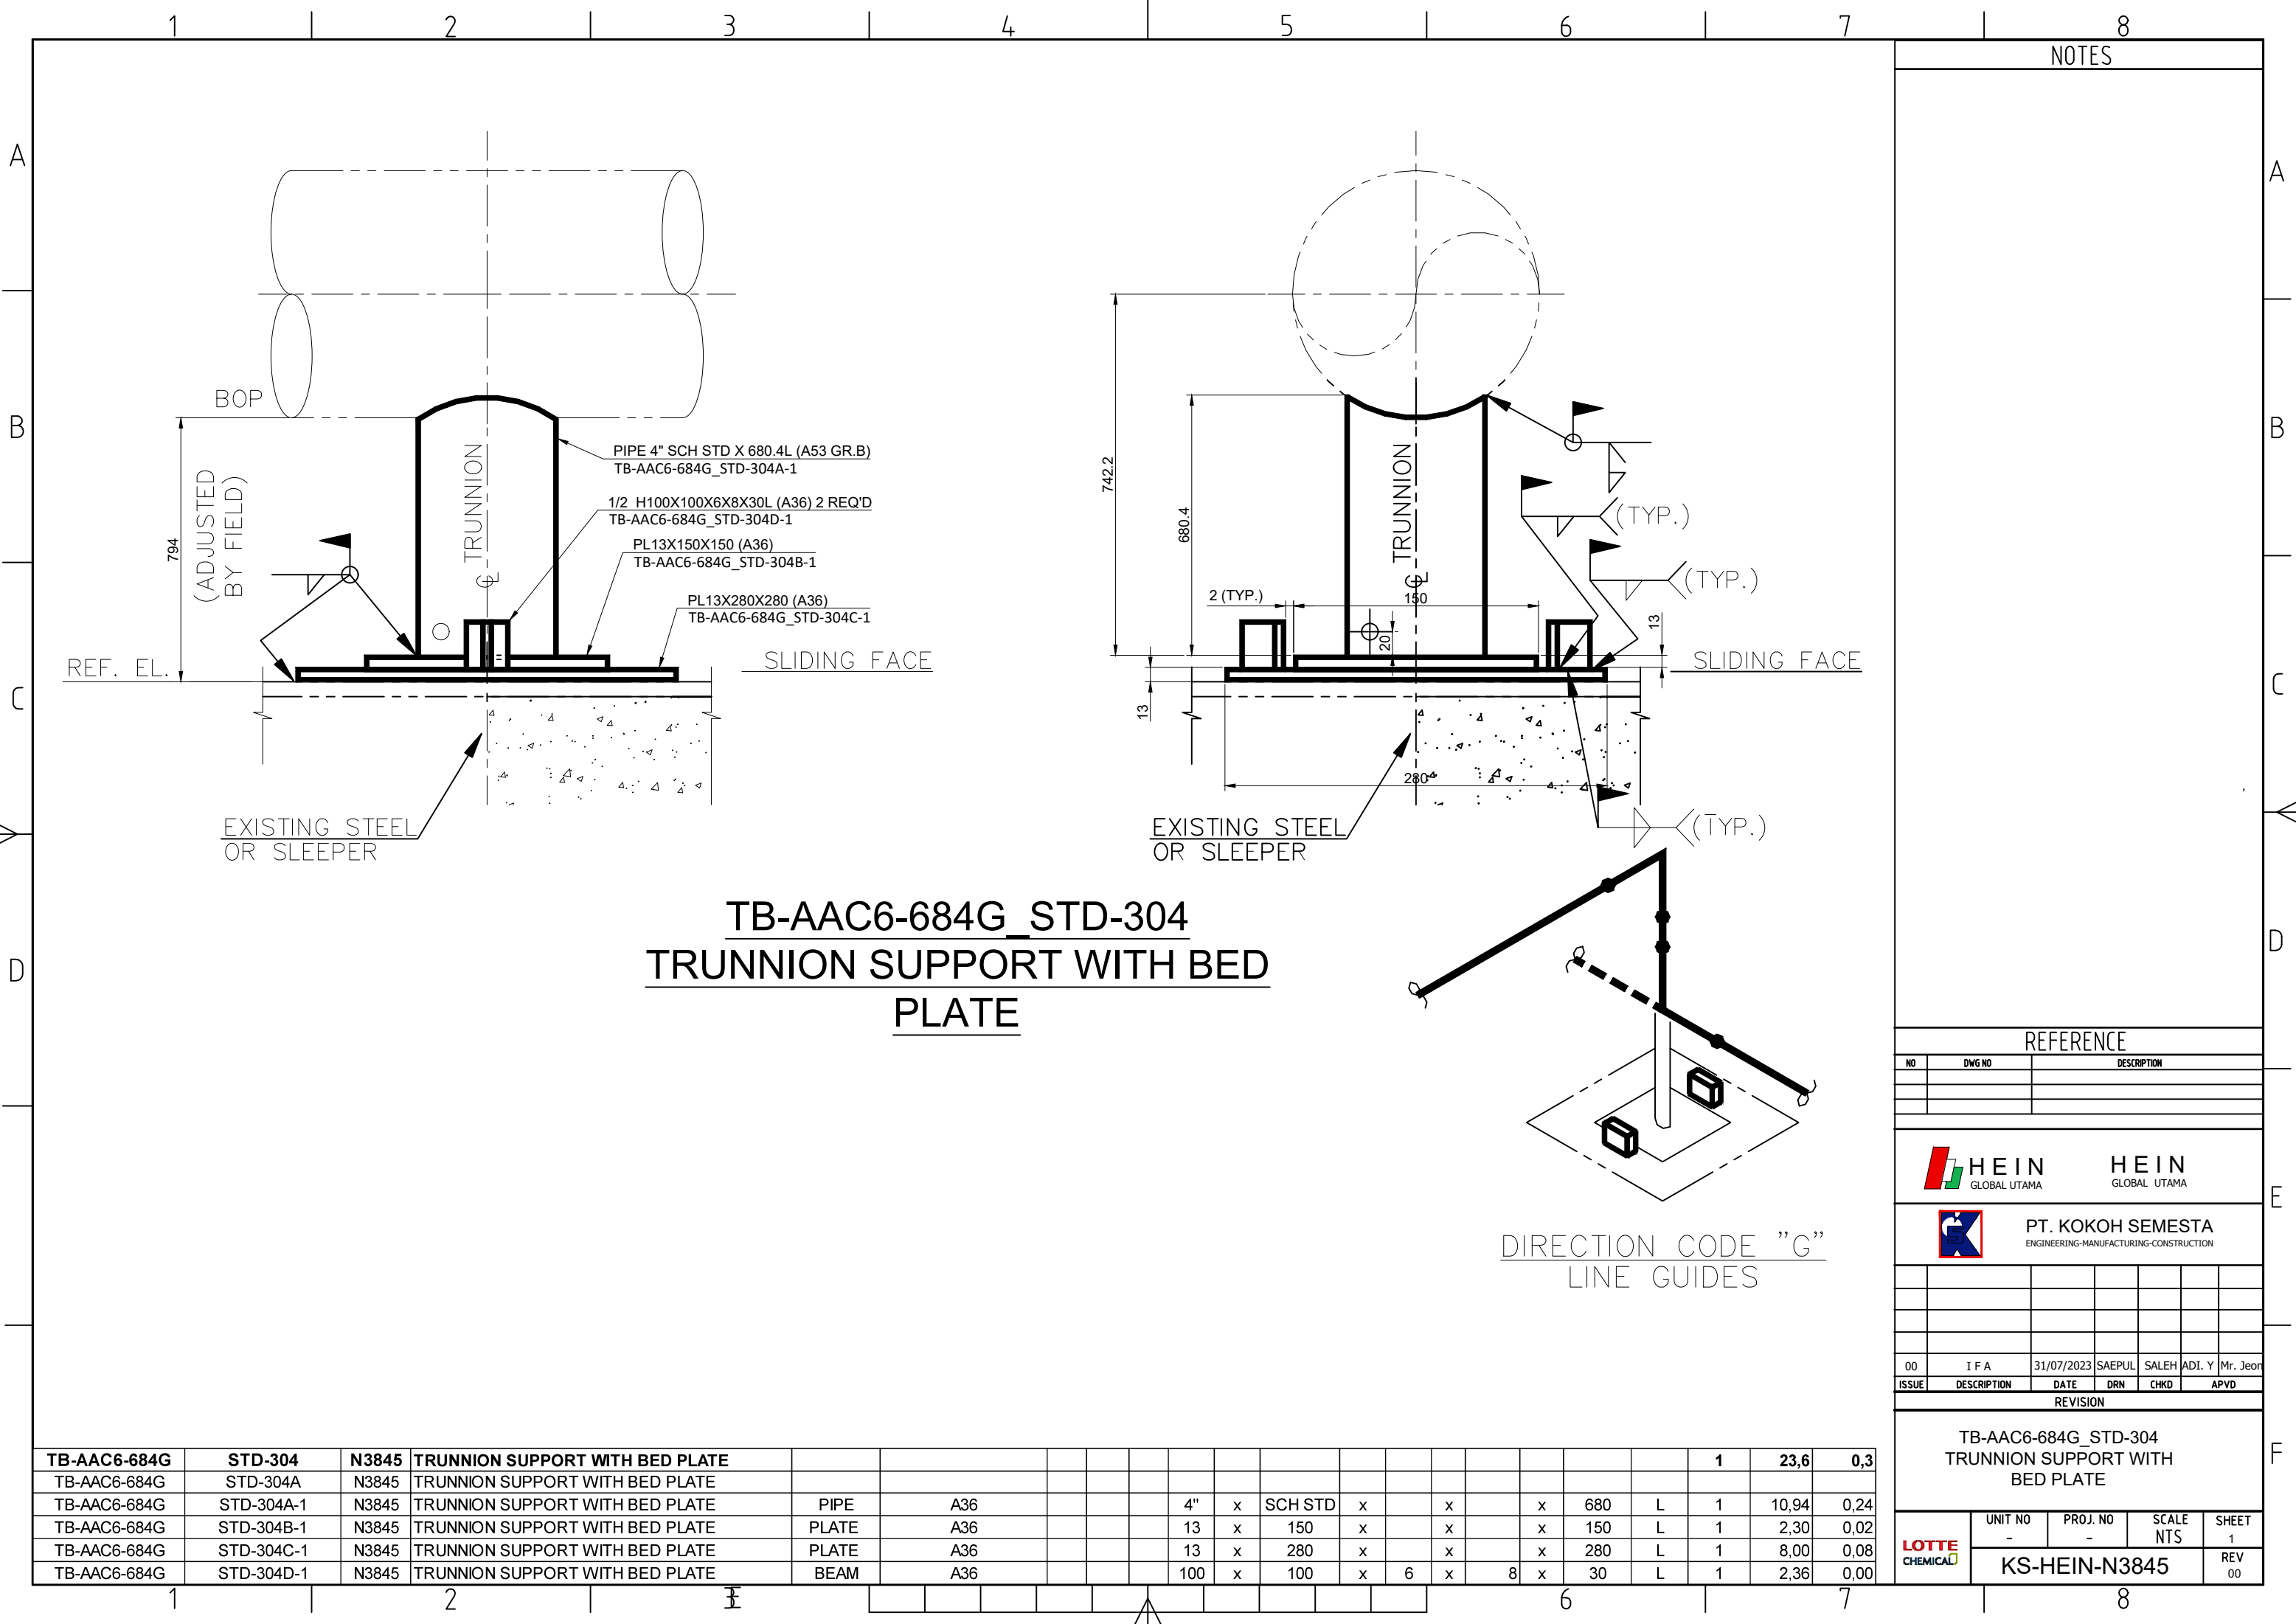 1 2 3 4 5 6 7 8
A
B
C
D
A
B
C
D
E
F
NOTES
BOP
794
(ADJUSTED
BY FIELD)
TRUNNION
PIPE 4" SCH STD X 680.4L (A53 GR.B)
TB-AAC6-684G_STD-304A-1
1/2 H100X100X6X8X30L (A36) 2 REQ'D
TB-AAC6-684G_STD-304D-1
PL13X150X150 (A36)
TB-AAC6-684G_STD-304B-1
PL13X280X280 (A36)
TB-AAC6-684G_STD-304C-1
REF. EL.
SLIDING FACE
EXISTING STEEL
OR SLEEPER
742.2
680.4
TRUNNION
2 (TYP.)
150
20
13
13
280
(TYP.)
(TYP.)
(TYP.)
SLIDING FACE
EXISTING STEEL
OR SLEEPER
TB-AAC6-684G_STD-304
TRUNNION SUPPORT WITH BED
PLATE
DIRECTION CODE "G"
LINE GUIDES
REFERENCE
NO DWG NO DESCRIPTION
HEIN
GLOBAL UTAMA
HEIN
GLOBAL UTAMA
PT. KOKOH SEMESTA
ENGINEERING-MANUFACTURING-CONSTRUCTION
00 I F A 31/07/2023 SAEPUL SALEH ADI. Y Mr. Jeon
ISSUE DESCRIPTION DATE DRN CHKD APVD
REVISION
TB-AAC6-684G_STD-304
TRUNNION SUPPORT WITH
BED PLATE
LOTTE
CHEMICAL
UNIT NO PROJ. NO SCALE SHEET
- - NTS 1
KS-HEIN-N3845 REV
00
TB-AAC6-684G STD-304 N3845 TRUNNION SUPPORT WITH BED PLATE 1 23,6 0,3
TB-AAC6-684G STD-304A N3845 TRUNNION SUPPORT WITH BED PLATE
TB-AAC6-684G STD-304A-1 N3845 TRUNNION SUPPORT WITH BED PLATE PIPE A36 4" x SCH STD x x x 680 L 1 10,94 0,24
TB-AAC6-684G STD-304B-1 N3845 TRUNNION SUPPORT WITH BED PLATE PLATE A36 13 x 150 x x x 150 L 1 2,30 0,02
TB-AAC6-684G STD-304C-1 N3845 TRUNNION SUPPORT WITH BED PLATE PLATE A36 13 x 280 x x x 280 L 1 8,00 0,08
TB-AAC6-684G STD-304D-1 N3845 TRUNNION SUPPORT WITH BED PLATE BEAM A36 100 x 100 x 6 x 8 x 30 L 1 2,36 0,00
1 2 6 7 8